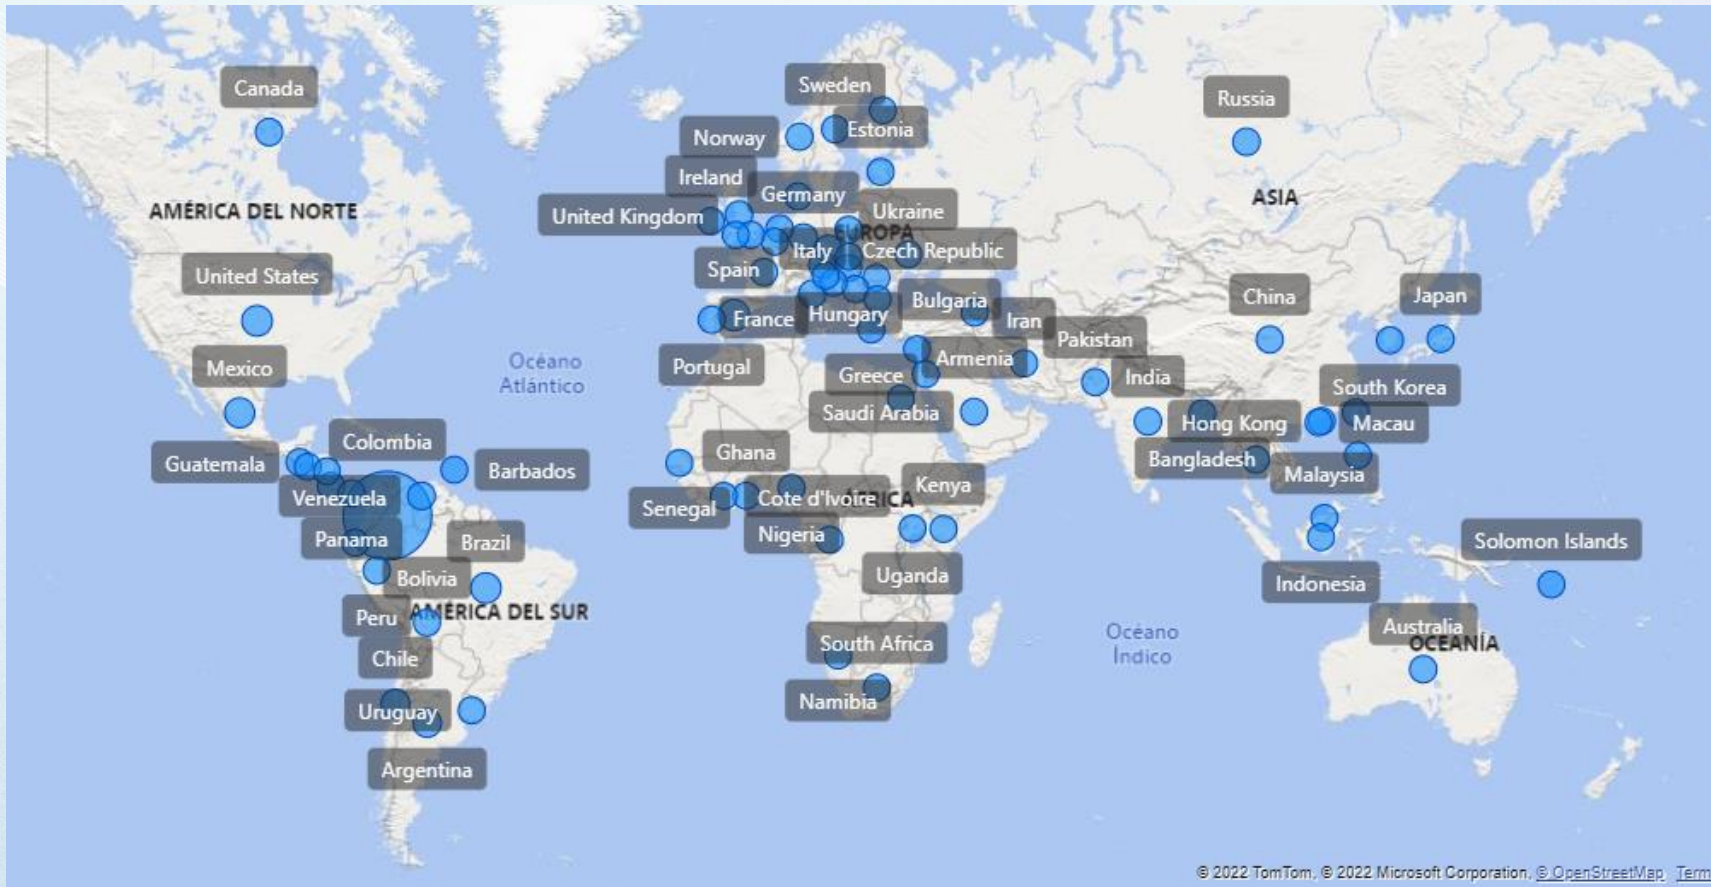 Canada
Sweden
Russia
Norway
Estonia
Ireland
Germany
AMÉRICA DEL NORTE
ASIA
United Kingdom
Ukraine
EUROPA
Italy
Czech Republic
Spain
United States
China
Japan
Bulgaria
France
Hungary
Iran
Pakistan
Océano
Atlántico
Mexico
Portugal
Armenia
Greece
India
South Korea
Saudi Arabia
Hong Kong
Macau
Colombia
Ghana
Guatemala
Barbados
Bangladesh
Malaysia
Venezuela
Senegal
Cote d'Ivoire
ÁFRICA
Kenya
Panama
Brazil
Nigeria
Solomon Islands
Bolivia
Uganda
Indonesia
Peru
AMÉRICA DEL SUR
Océano
Índico
Australia
OCEANÍA
Chile
South Africa
Uruguay
Namibia
Argentina
© 2022 TomTom, © 2022 Microsoft Corporation, © OpenStreetMap Term